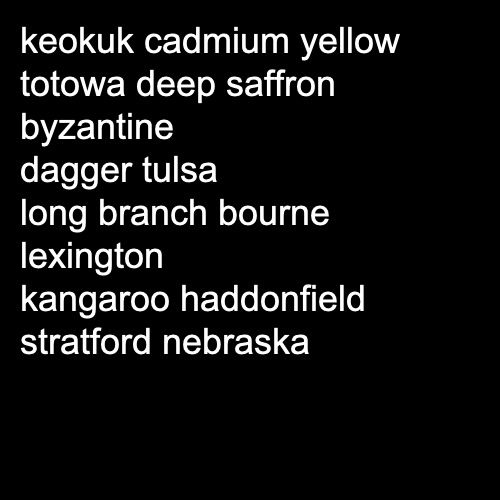 keokuk cadmium yellow
totowa deep saffron
byzantine
dagger tulsa
long branch bourne
lexington
kangaroo haddonfield
stratford nebraska